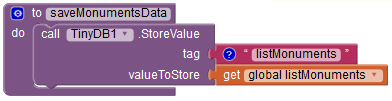 to saveMonumentsData
do call TinyDB1 .StoreValue
tag ? " listMonuments "
valueToStore get global listMonuments